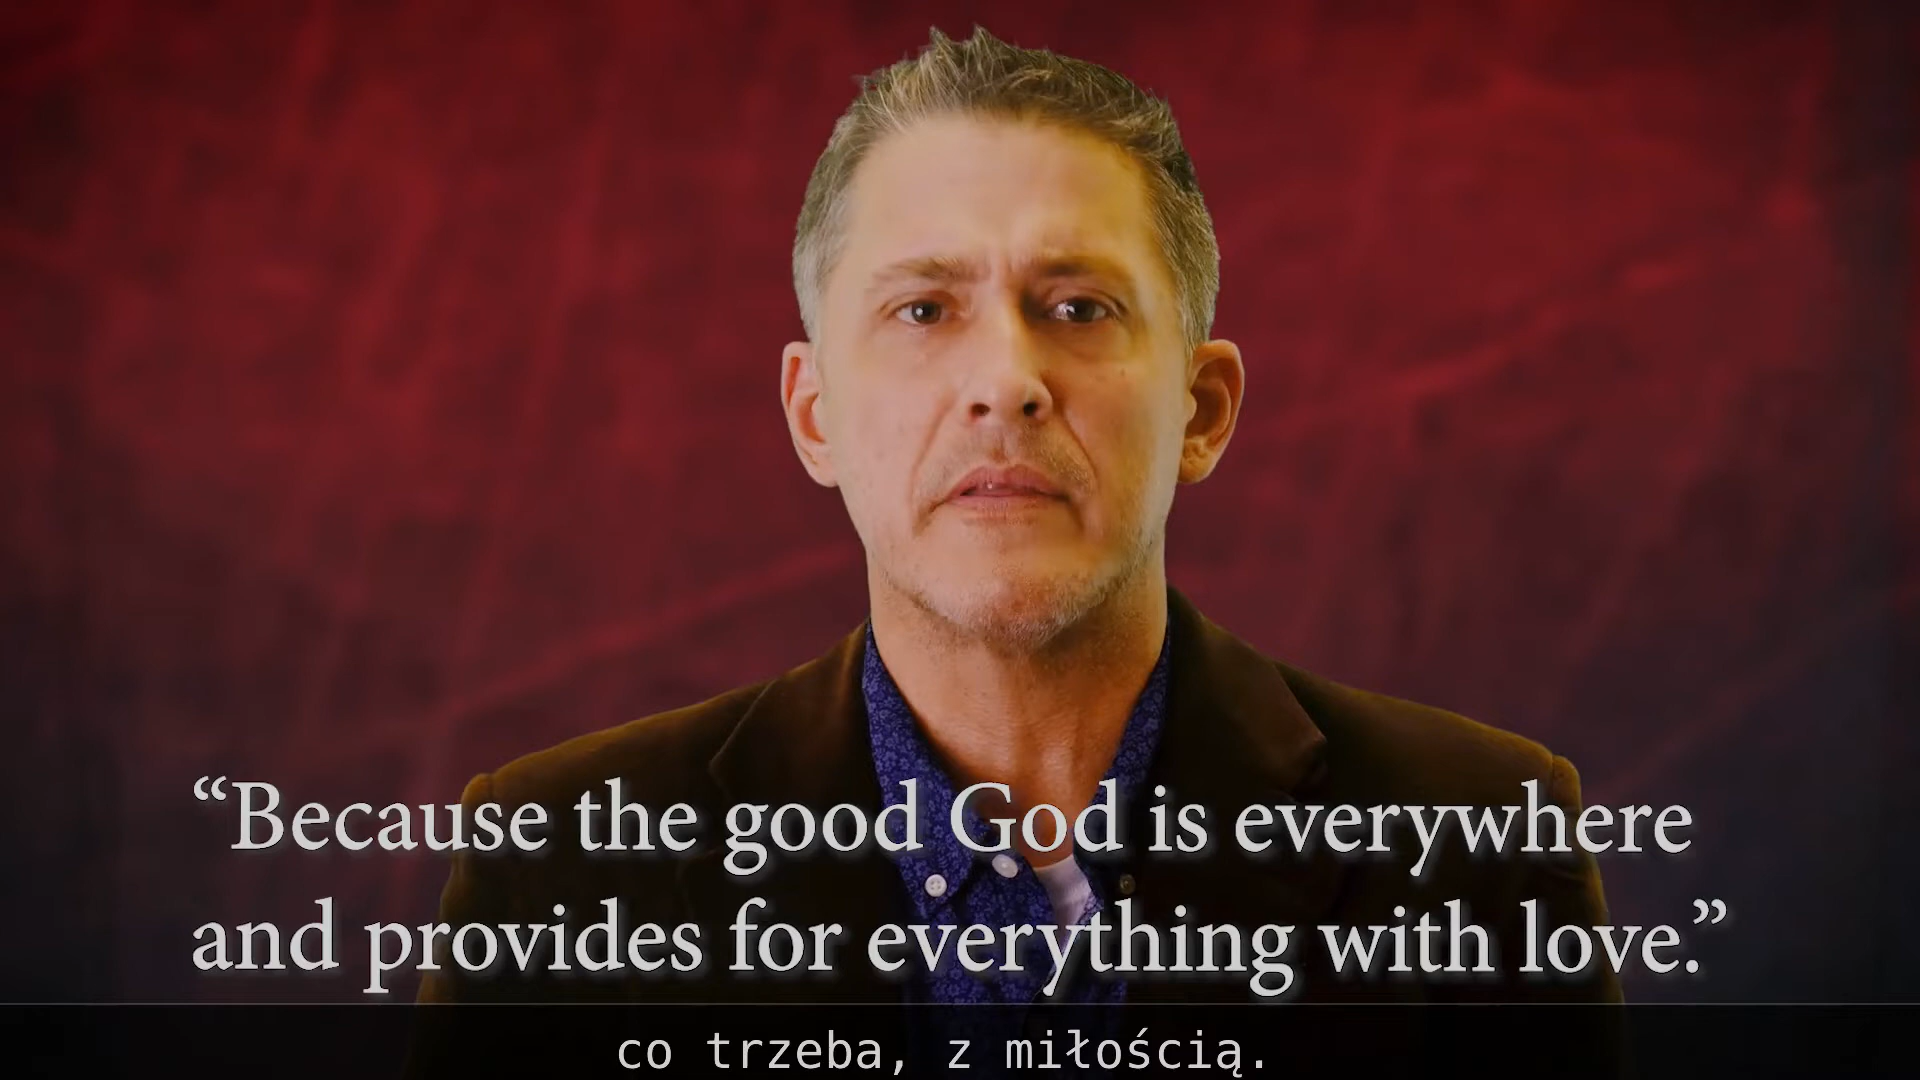 “Because the good God is everywhere
and provides for everything with love.”
co trzeba, z miłością.